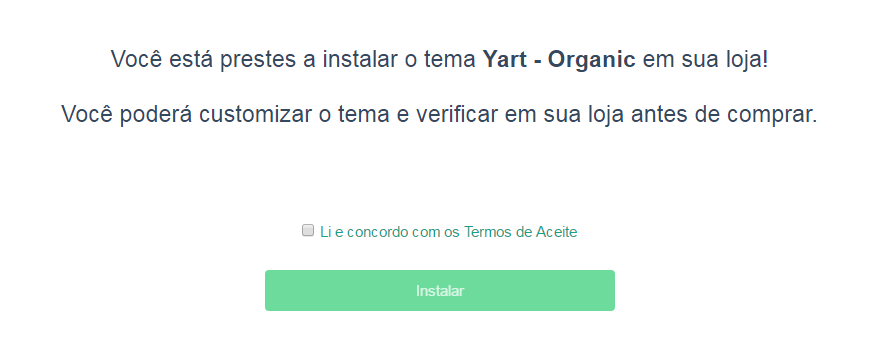 Você está prestes a instalar o tema Yart - Organic em sua loja!
Você poderá customizar o tema e verificar em sua loja antes de comprar.
Li e concordo com os Termos de Aceite
Instalar